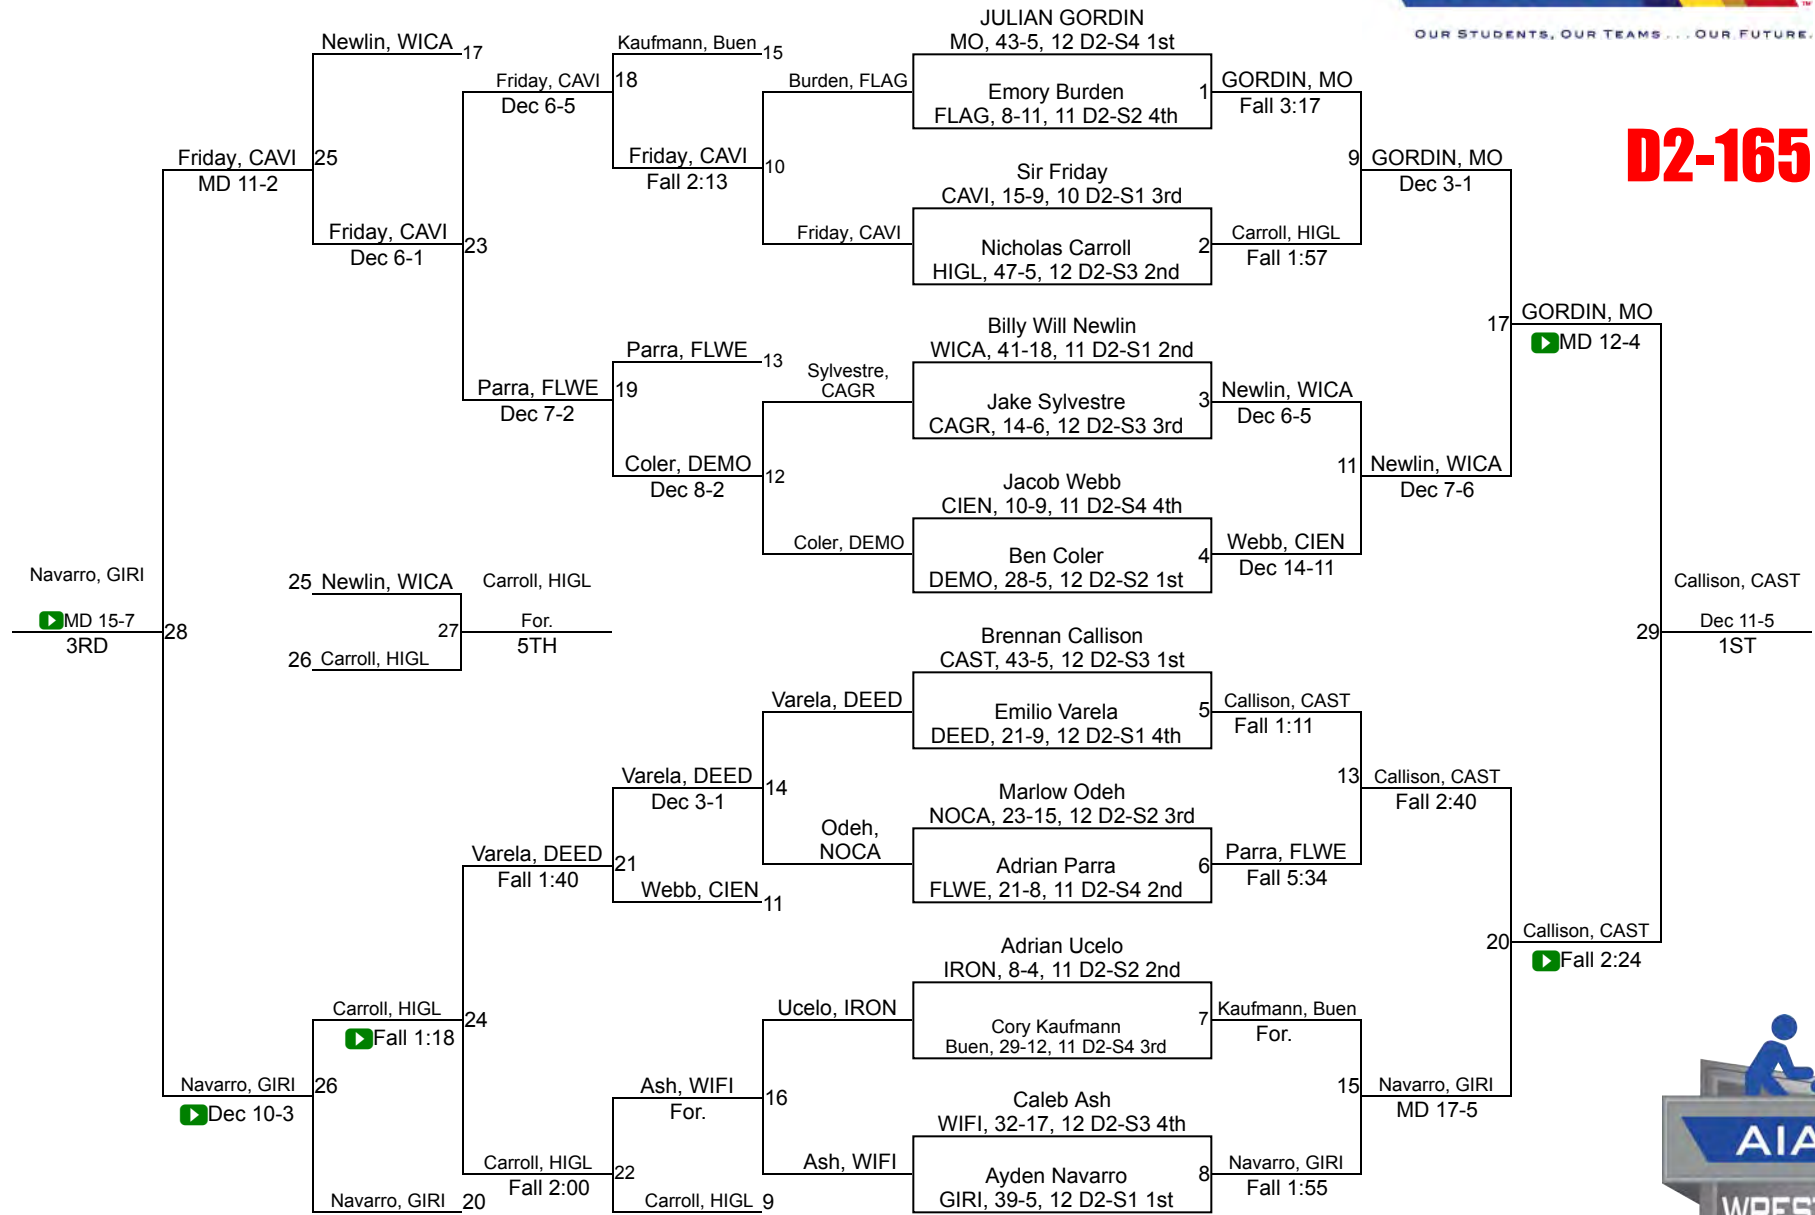 OUR STUDENTS, OUR TEAMS . . . OUR FUTURE.
D2-165
JULIAN GORDIN
MO, 43-5, 12 D2-S4 1st
Emory Burden
FLAG, 8-11, 11 D2-S2 4th
1
Sir Friday
CAVI, 15-9, 10 D2-S1 3rd
Nicholas Carroll
HIGL, 47-5, 12 D2-S3 2nd
2
Billy Will Newlin
WICA, 41-18, 11 D2-S1 2nd
Jake Sylvestre
CAGR, 14-6, 12 D2-S3 3rd
3
Jacob Webb
CIEN, 10-9, 11 D2-S4 4th
Ben Coler
DEMO, 28-5, 12 D2-S2 1st
4
Brennan Callison
CAST, 43-5, 12 D2-S3 1st
Emilio Varela
DEED, 21-9, 12 D2-S1 4th
5
Marlow Odeh
NOCA, 23-15, 12 D2-S2 3rd
Adrian Parra
FLWE, 21-8, 11 D2-S4 2nd
6
Adrian Ucelo
IRON, 8-4, 11 D2-S2 2nd
Cory Kaufmann
Buen, 29-12, 11 D2-S4 3rd
7
Caleb Ash
WIFI, 32-17, 12 D2-S3 4th
Ayden Navarro
GIRI, 39-5, 12 D2-S1 1st
8
GORDIN, MO
Fall 3:17
Carroll, HIGL
Fall 1:57
Newlin, WICA
Dec 6-5
Webb, CIEN
Dec 14-11
Callison, CAST
Fall 1:11
Parra, FLWE
Fall 5:34
Kaufmann, Buen
For.
Navarro, GIRI
Fall 1:55
9
GORDIN, MO
Dec 3-1
11
Newlin, WICA
Dec 7-6
13
Callison, CAST
Fall 2:40
15
Navarro, GIRI
MD 17-5
17
GORDIN, MO
MD 12-4
20
Callison, CAST
Fall 2:24
29
Callison, CAST
Dec 11-5
1ST
Burden, FLAG
Friday, CAVI
10
Sylvestre,
CAGR
Coler, DEMO
12
Varela, DEED
Odeh,
NOCA
14
Ucelo, IRON
Ash, WIFI
16
Kaufmann, Buen
15
Friday, CAVI
Fall 2:13
18
Parra, FLWE
13
Coler, DEMO
Dec 8-2
19
Varela, DEED
Dec 3-1
Webb, CIEN
11
21
Ash, WIFI
For.
Carroll, HIGL
9
22
Friday, CAVI
Dec 6-5
Parra, FLWE
Dec 7-2
23
Varela, DEED
Fall 1:40
Carroll, HIGL
Fall 2:00
24
Newlin, WICA
17
Friday, CAVI
Dec 6-1
25
Carroll, HIGL
Fall 1:18
Navarro, GIRI
20
26
Friday, CAVI
MD 11-2
Navarro, GIRI
Dec 10-3
28
Navarro, GIRI
MD 15-7
3RD
25 Newlin, WICA
26 Carroll, HIGL
27
Carroll, HIGL
For.
5TH
AIA